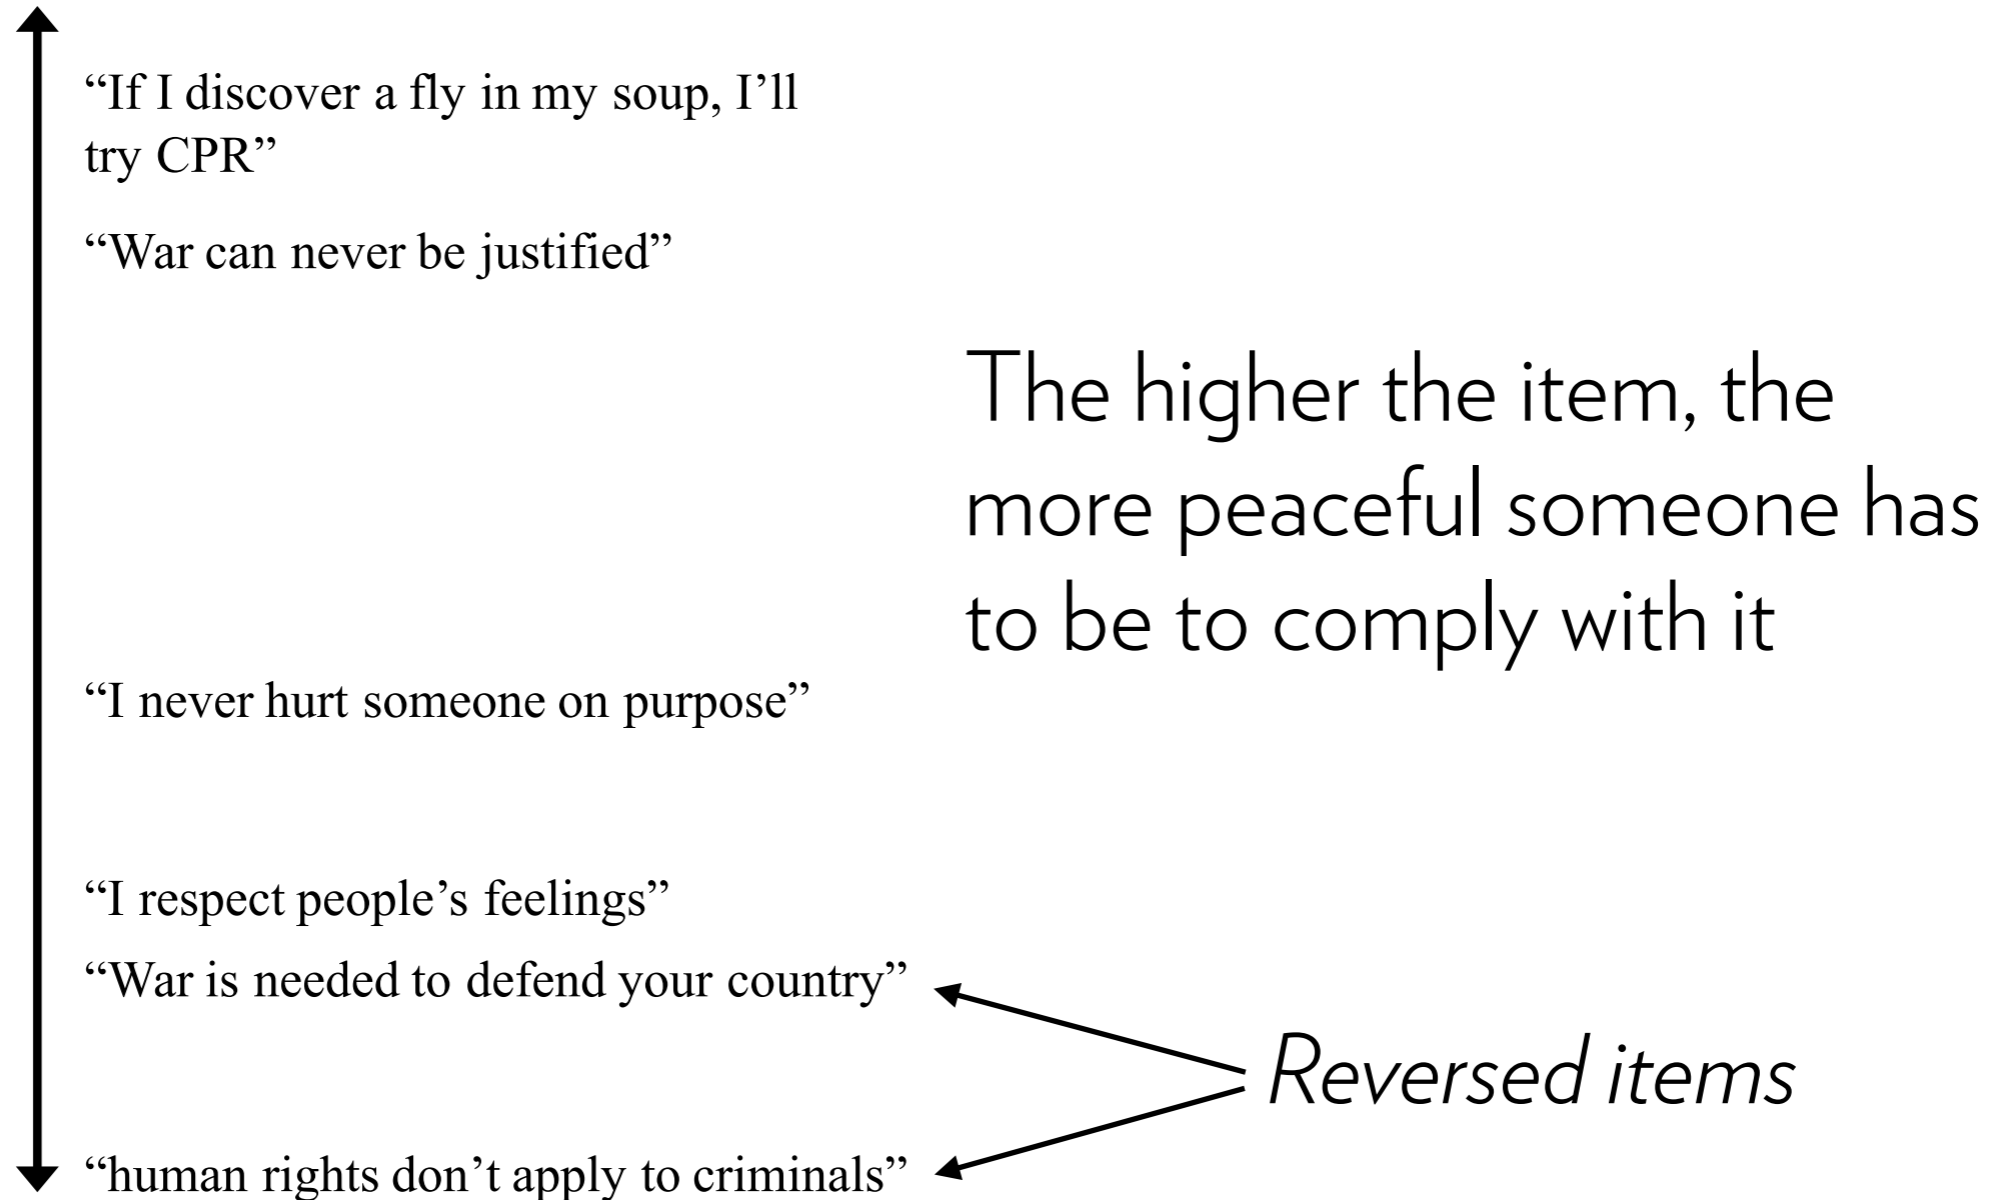 “If I discover a fly in my soup, I’ll
try CPR”
“War can never be justified”
The higher the item, the
more peaceful someone has
to be to comply with it
“I never hurt someone on purpose”
“I respect people’s feelings”
“War is needed to defend your country”
Reversed items
“human rights don’t apply to criminals”